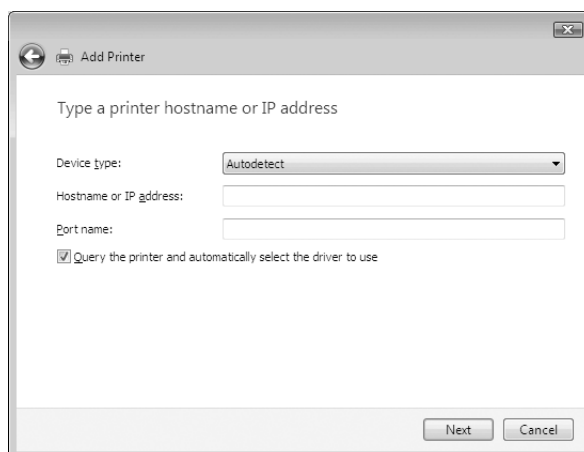 Add Printer
Type a printer hostname or IP address
Device type: Autodetect
Hostname or IP address:
Port name:
Query the printer and automatically select the driver to use
Next Cancel